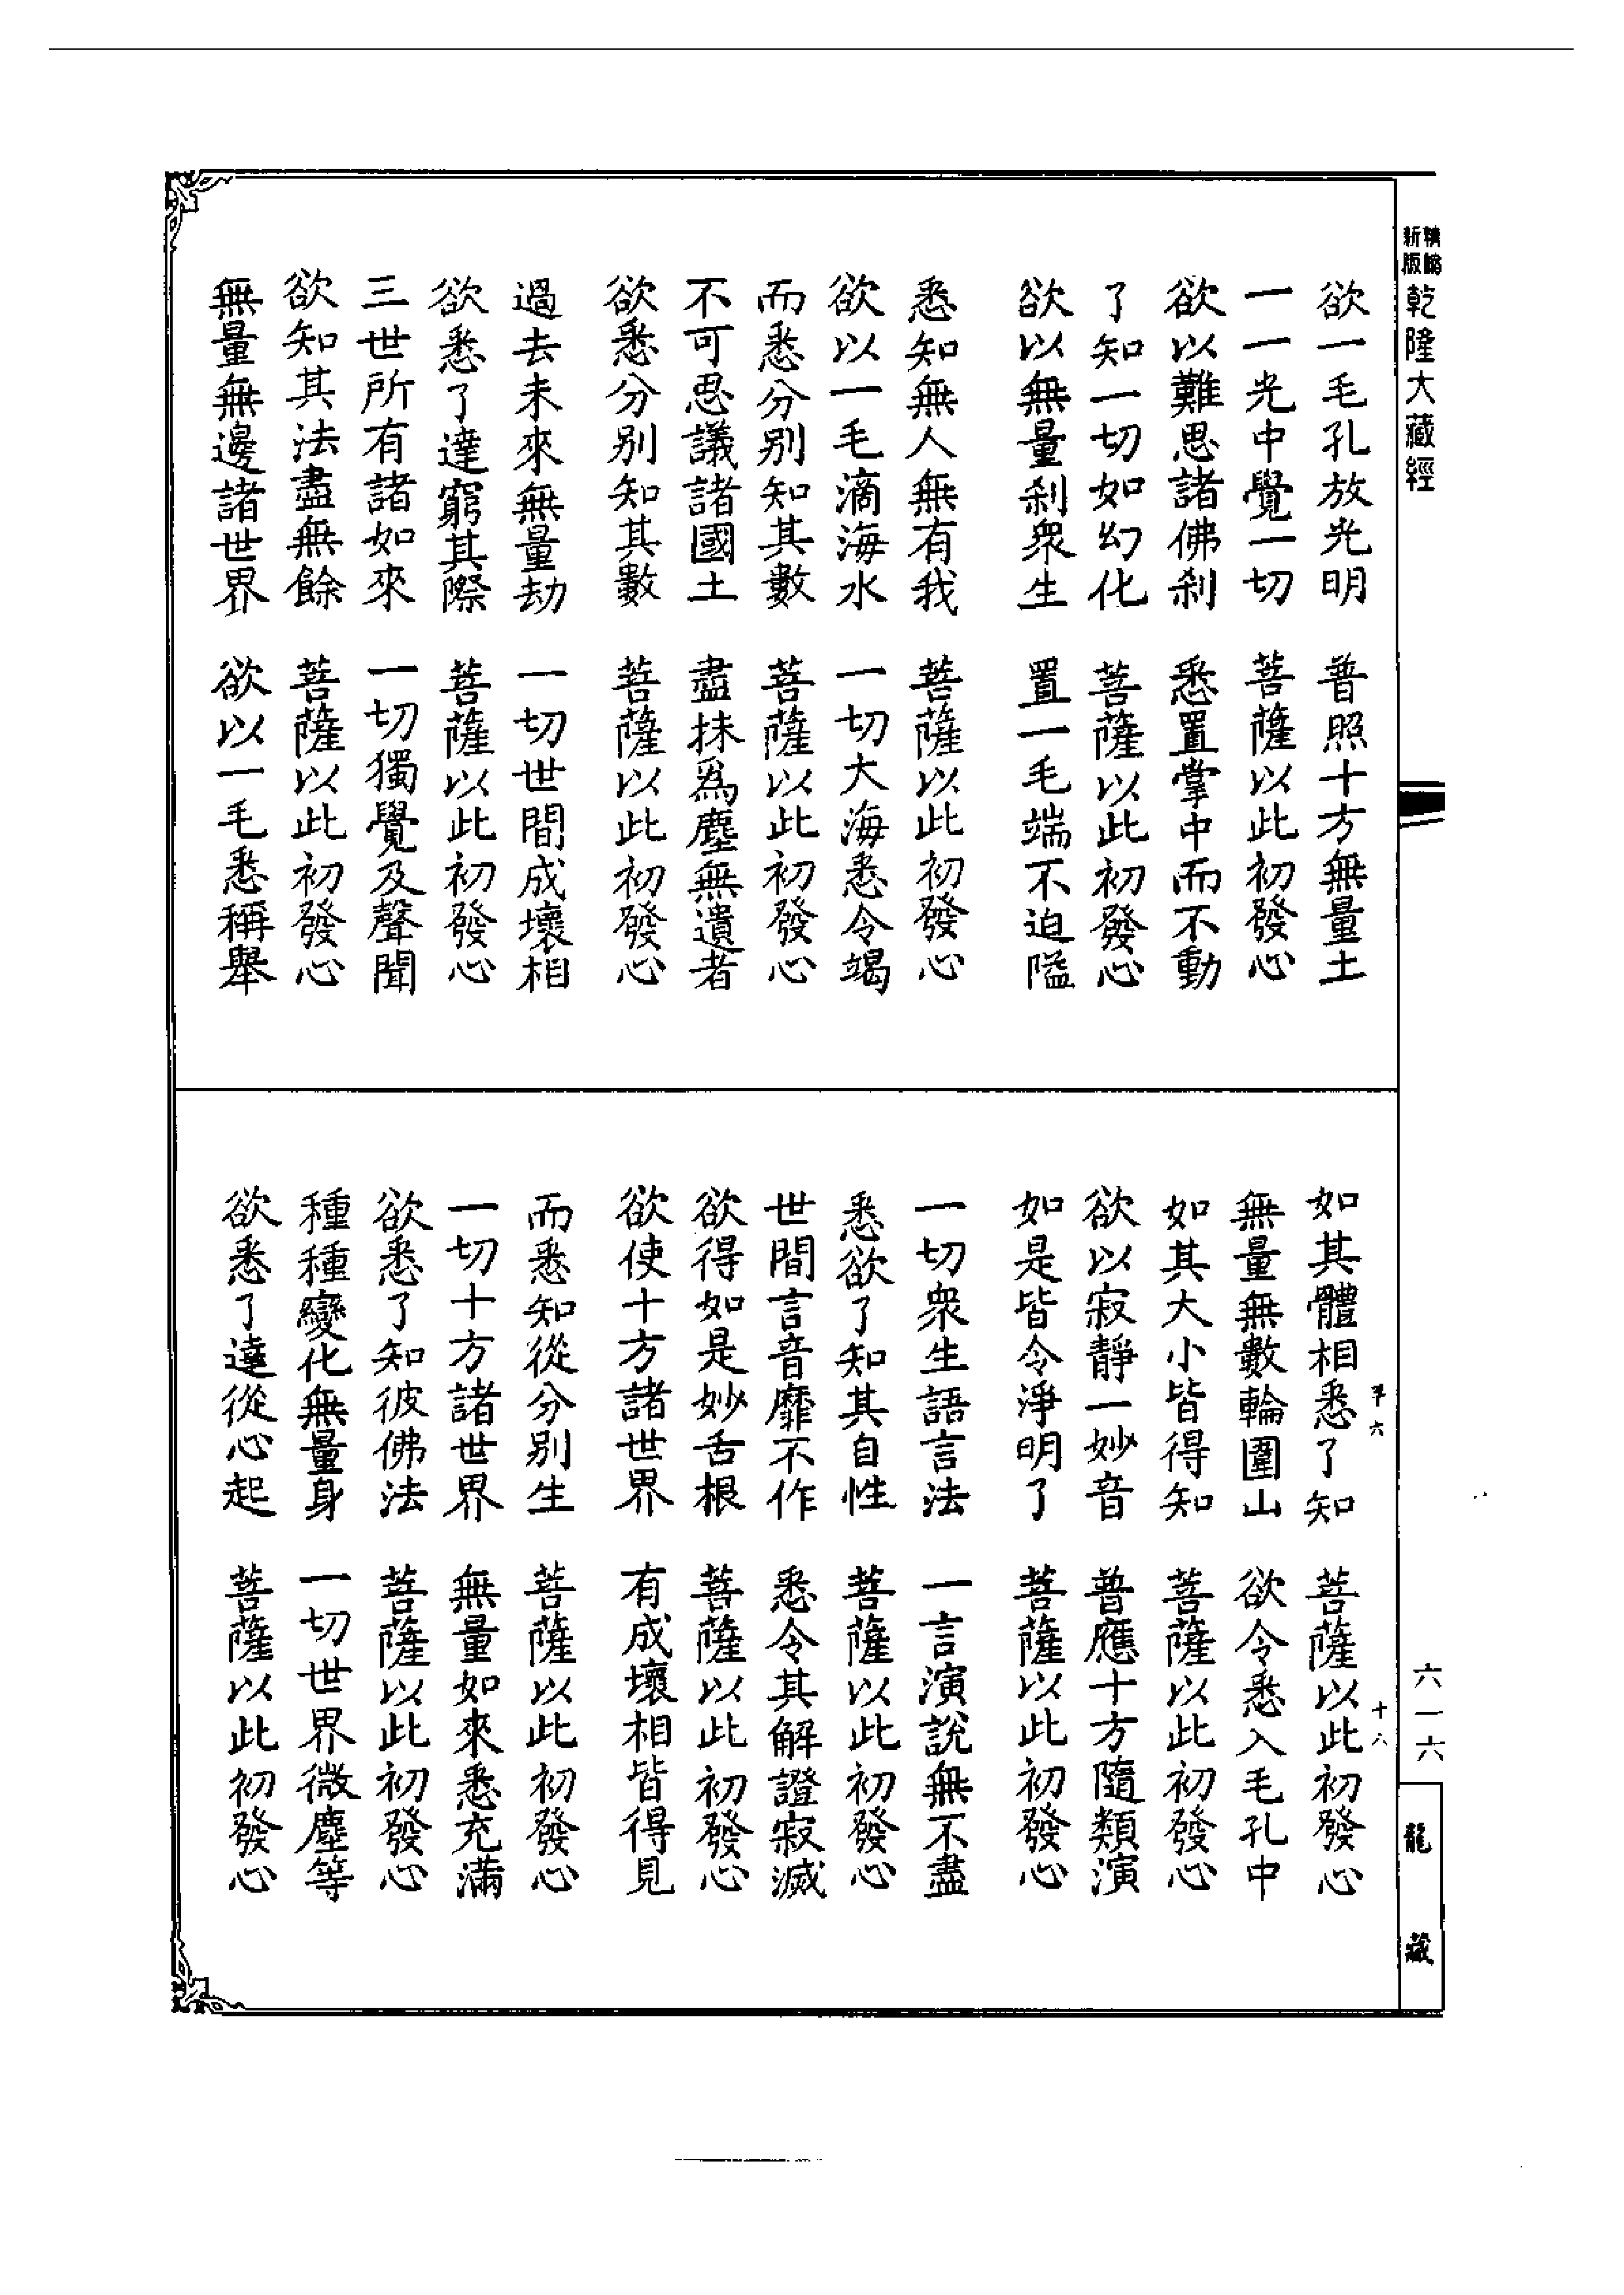 精縮
新版
乾隆大藏經
欲一毛孔放光明　普照十方無量土
一一光中覺一切　菩薩以此初發心
欲以難思諸佛刹　悉置掌中而不動
了知一切如幻化　菩薩以此初發心
欲以無量刹衆生　置一毛端不迫隘
悉知無人無有我　菩薩以此初發心
欲以一毛滴海水　一切大海悉令竭
而悉分别知其數　菩薩以此初發心
不可思議諸國土　盡抹爲塵無遺者
欲悉分别知其數　菩薩以此初發心
過去未來無量劫　一切世間成壞相
欲悉了達窮其際　菩薩以此初發心
三世所有諸如來　一切獨覺及聲聞
欲知其法盡無餘　菩薩以此初發心
無量無邊諸世界　欲以一毛悉稱舉
如其體相悉了知　菩薩以此初發心
無量無數輪圍山　欲令悉入毛孔中
如其大小皆得知　菩薩以此初發心
欲以寂靜一妙音　普應十方隨類演
如是皆令淨明了　菩薩以此初發心
一切衆生語言法　一言演說無不盡
悉欲了知其自性　菩薩以此初發心
世間言音靡不作　悉令其解證寂滅
欲得如是妙舌根　菩薩以此初發心
欲使十方諸世界　有成壞相皆得見
而悉知從分别生　菩薩以此初發心
一切十方諸世界　無量如來悉充滿
欲悉了知彼佛法　菩薩以此初發心
種種變化無量身　一切世界微塵等
欲悉了達從心起　菩薩以此初發心
六
十六
六一六
龍藏